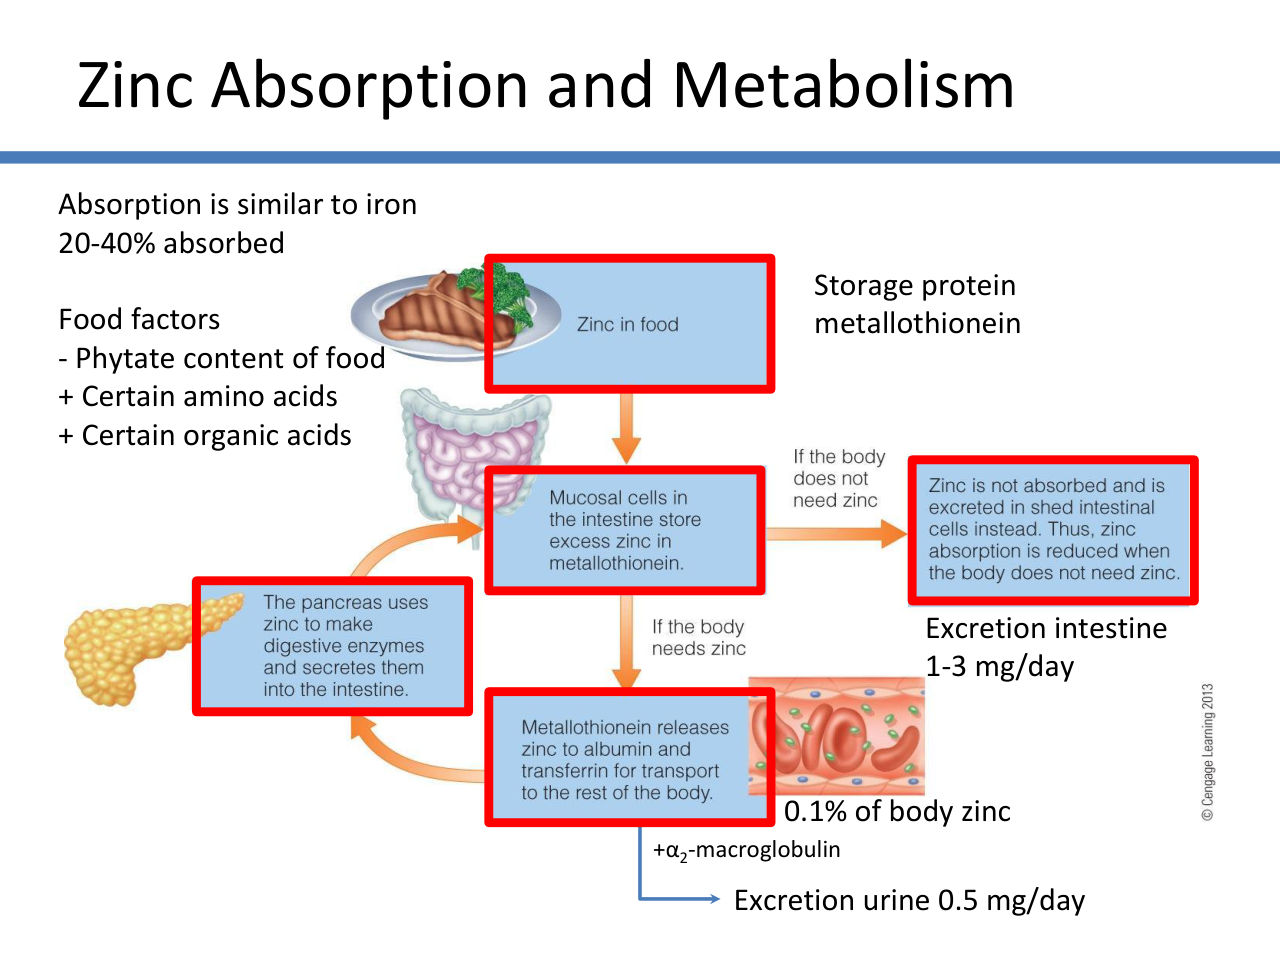 Zinc Absorption and Metabolism
Absorption is similar to iron
20-40% absorbed
Food factors
- Phytate content of food
+ Certain amino acids
+ Certain organic acids
Zinc in food
Storage protein
metallothionein
Mucosal cells in
the intestine store
excess zinc in
metallothionein.
If the body
does not
need zinc
Zinc is not absorbed and is
excreted in shed intestinal
cells instead. Thus, zinc
absorption is reduced when
the body does not need zinc.
Excretion intestine
1-3 mg/day
The pancreas uses
zinc to make
digestive enzymes
and secretes them
into the intestine.
If the body
needs zinc
Metallothionein releases
zinc to albumin and
transferrin for transport
to the rest of the body.
0.1% of body zinc
+α₂-macroglobulin
Excretion urine 0.5 mg/day
© Cengage Learning 2013